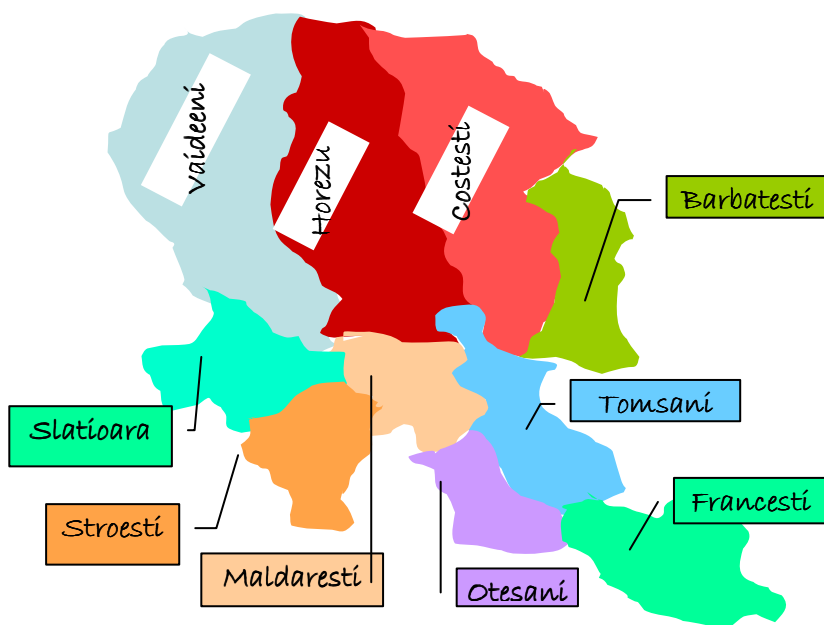 Vaideeni
Horezu
Costesti
Barbatesti
Tomsani
Slatioara
Francesti
Stroesti
Maldaresti
Otesani